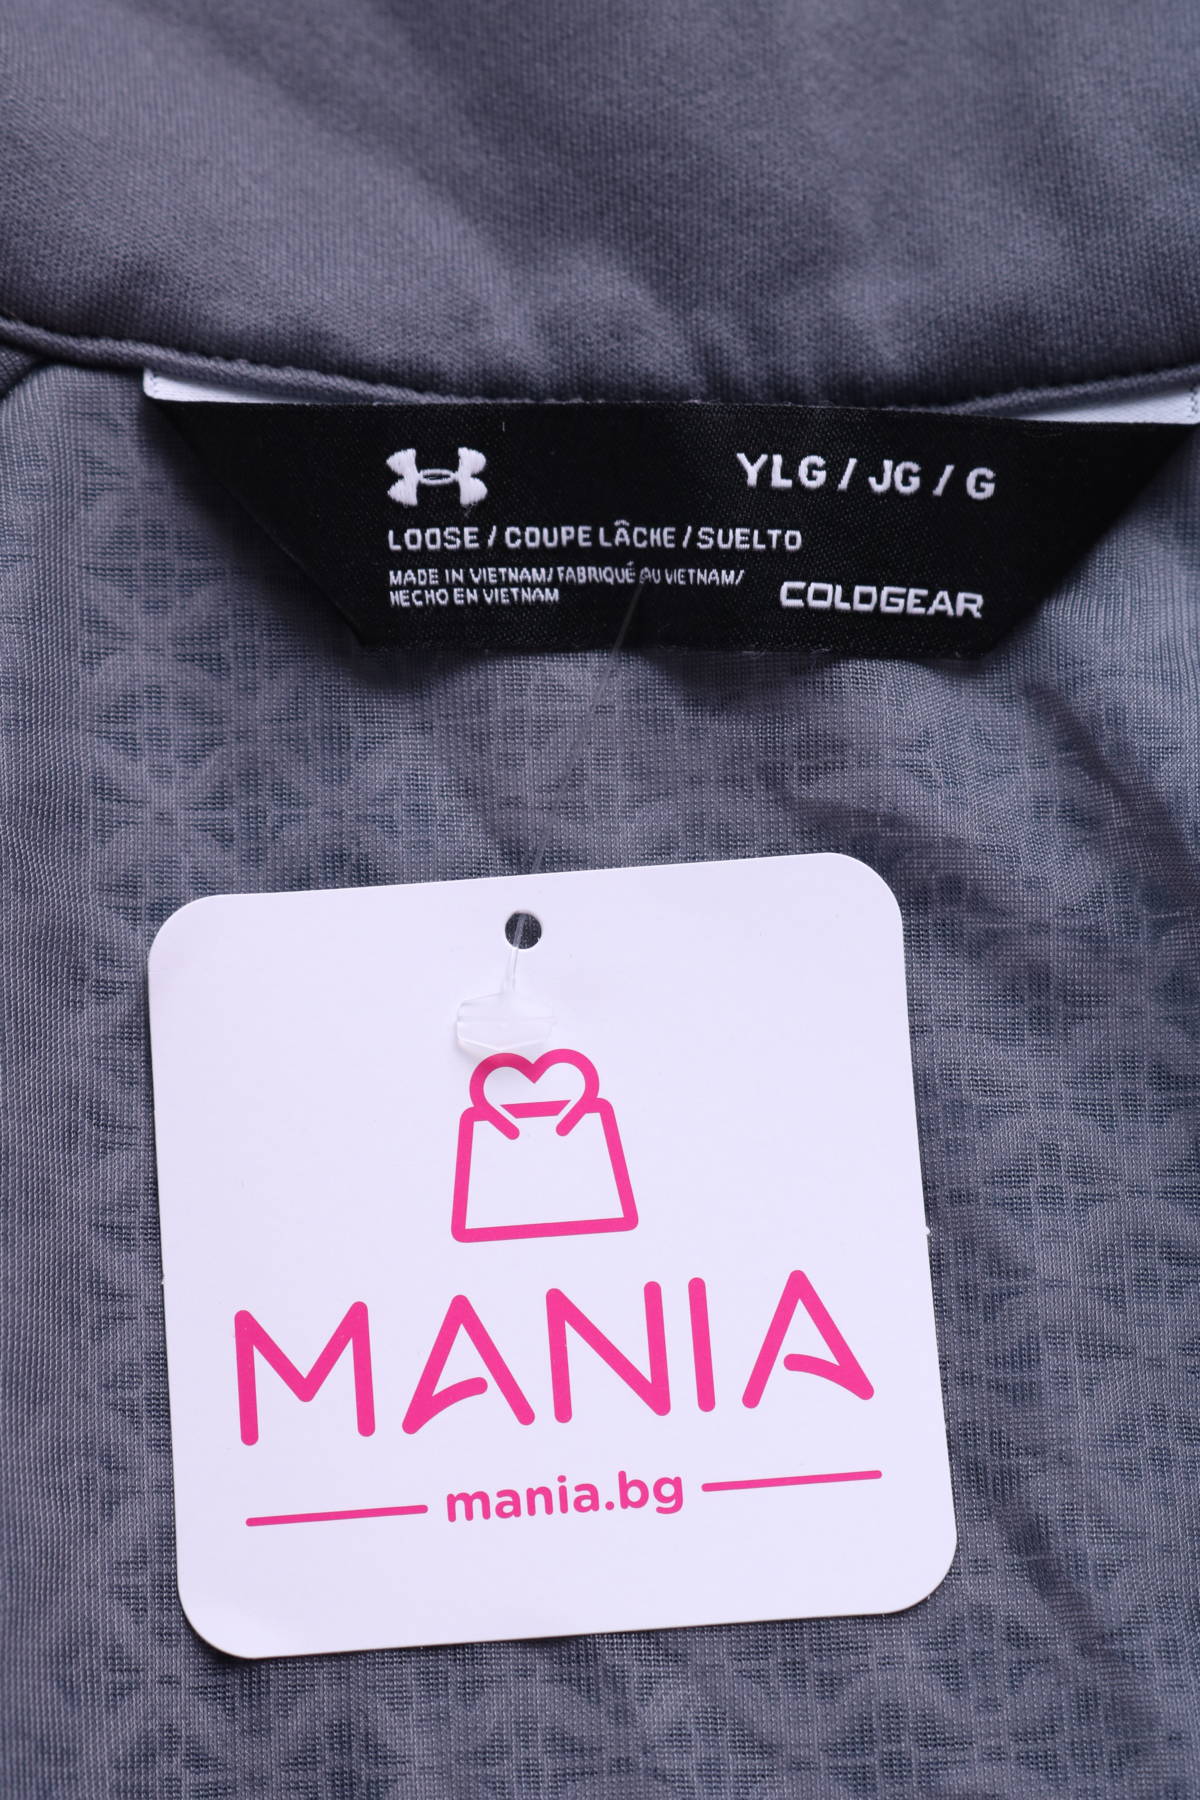 YLG / JG / G
LOOSE / COUPE LÂCHE / SUELTO
MADE IN VIETNAM/ FABRIQUÉ AU VIETNAM/
HECHO EN VIETNAM
COLDGEAR
MANIA
mania.bg